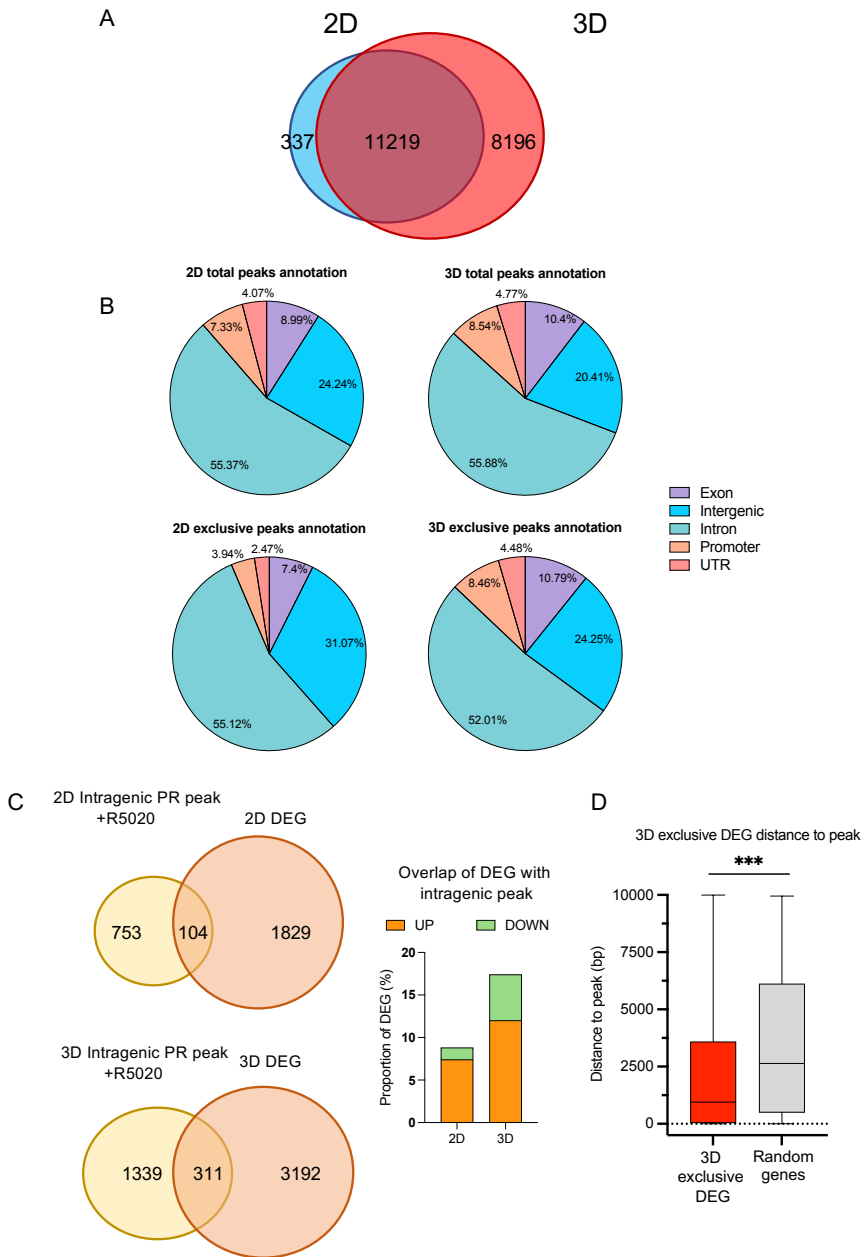 A
2D
3D
337
11219
8196
B
2D total peaks annotation
4.07%
7.33%
8.99%
24.24%
55.37%
3D total peaks annotation
4.77%
8.54%
10.4%
20.41%
55.88%
2D exclusive peaks annotation
3.94%
2.47%
7.4%
31.07%
55.12%
3D exclusive peaks annotation
4.48%
8.46%
10.79%
24.25%
52.01%
Exon
Intergenic
Intron
Promoter
UTR
C
2D Intragenic PR peak
+R5020
2D DEG
753
104
1829
3D Intragenic PR peak
+R5020
3D DEG
1339
311
3192
Overlap of DEG with
intragenic peak
UP
DOWN
Proportion of DEG (%)
20
15
10
5
0
2D
3D
D
3D exclusive DEG distance to peak
***
Distance to peak (bp)
10000
7500
5000
2500
0
3D
exclusive
DEG
Random
genes